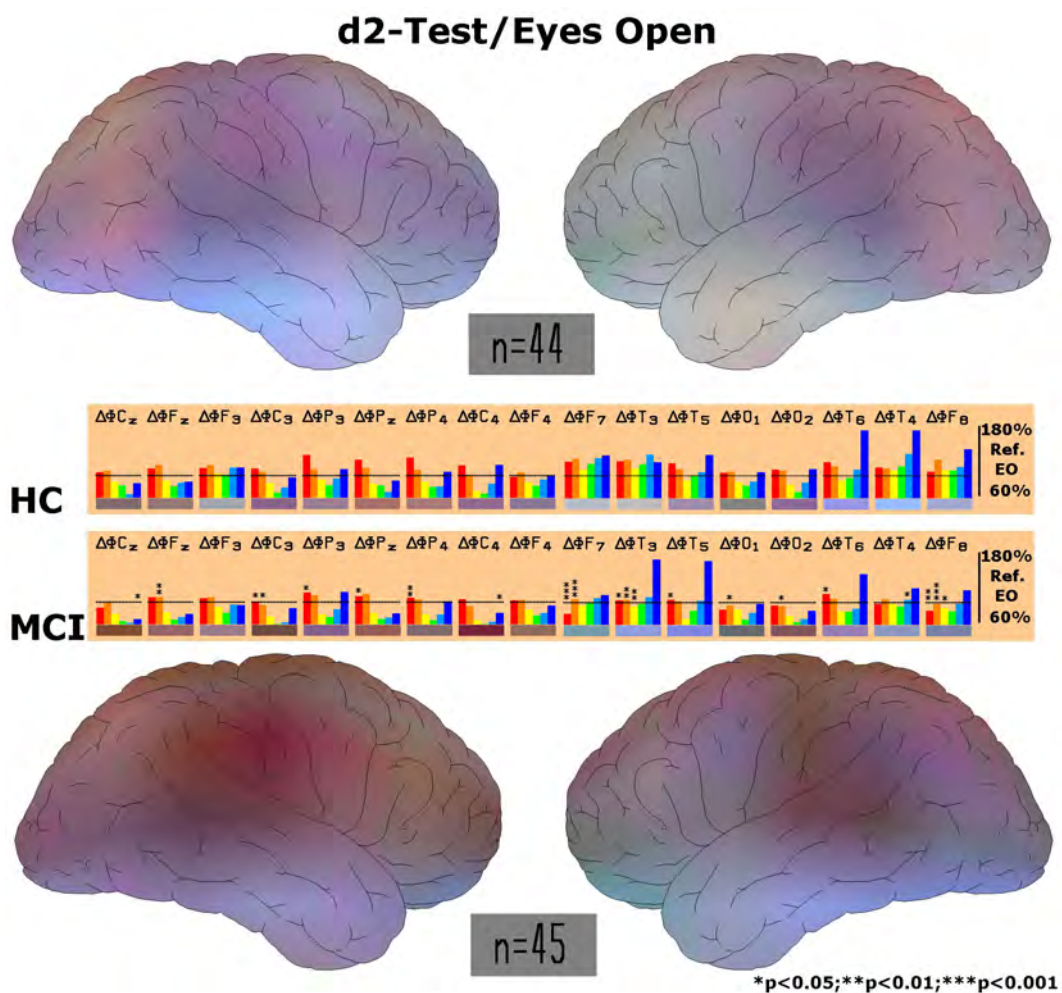 d2-Test/Eyes Open
n=44
ΔΦCz ΔΦFz ΔΦF3 ΔΦC3 ΔΦP3 ΔΦPz ΔΦP4 ΔΦC4 ΔΦF4 ΔΦF7 ΔΦT3 ΔΦT5 ΔΦO1 ΔΦO2 ΔΦT6 ΔΦT4 ΔΦF8
180%
Ref.
EO
60%
HC
ΔΦCz ΔΦFz ΔΦF3 ΔΦC3 ΔΦP3 ΔΦPz ΔΦP4 ΔΦC4 ΔΦF4 ΔΦF7 ΔΦT3 ΔΦT5 ΔΦO1 ΔΦO2 ΔΦT6 ΔΦT4 ΔΦF8
180%
Ref.
EO
60%
MCI
n=45
*p<0.05;**p<0.01;***p<0.001